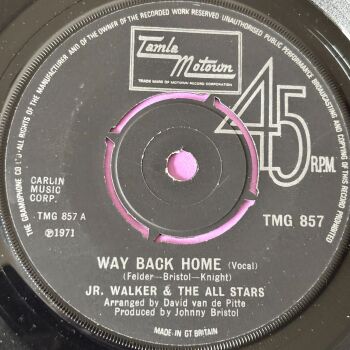 THE GRAMOPHONE CO LTD. ALL RIGHTS OF THE MANUFACTURER AND OF THE OWNER OF THE RECORDED WORK RESERVED · UNAUTHORISED PUBLIC PERFORMANCE BROADCASTING AND COPYING OF THIS RECORD PROHIBITED
Tamla
Motown
TRADE MARK OF MOTOWN RECORD CORPORATION
45
RPM.
CARLIN
MUSIC
CORP.
TMG 857 A
TMG 857
℗1971
WAY BACK HOME (Vocal)
(Felder–Bristol–Knight)
JR. WALKER & THE ALL STARS
Arranged by David van de Pitte
Produced by Johnny Bristol
MADE IN GT BRITAIN